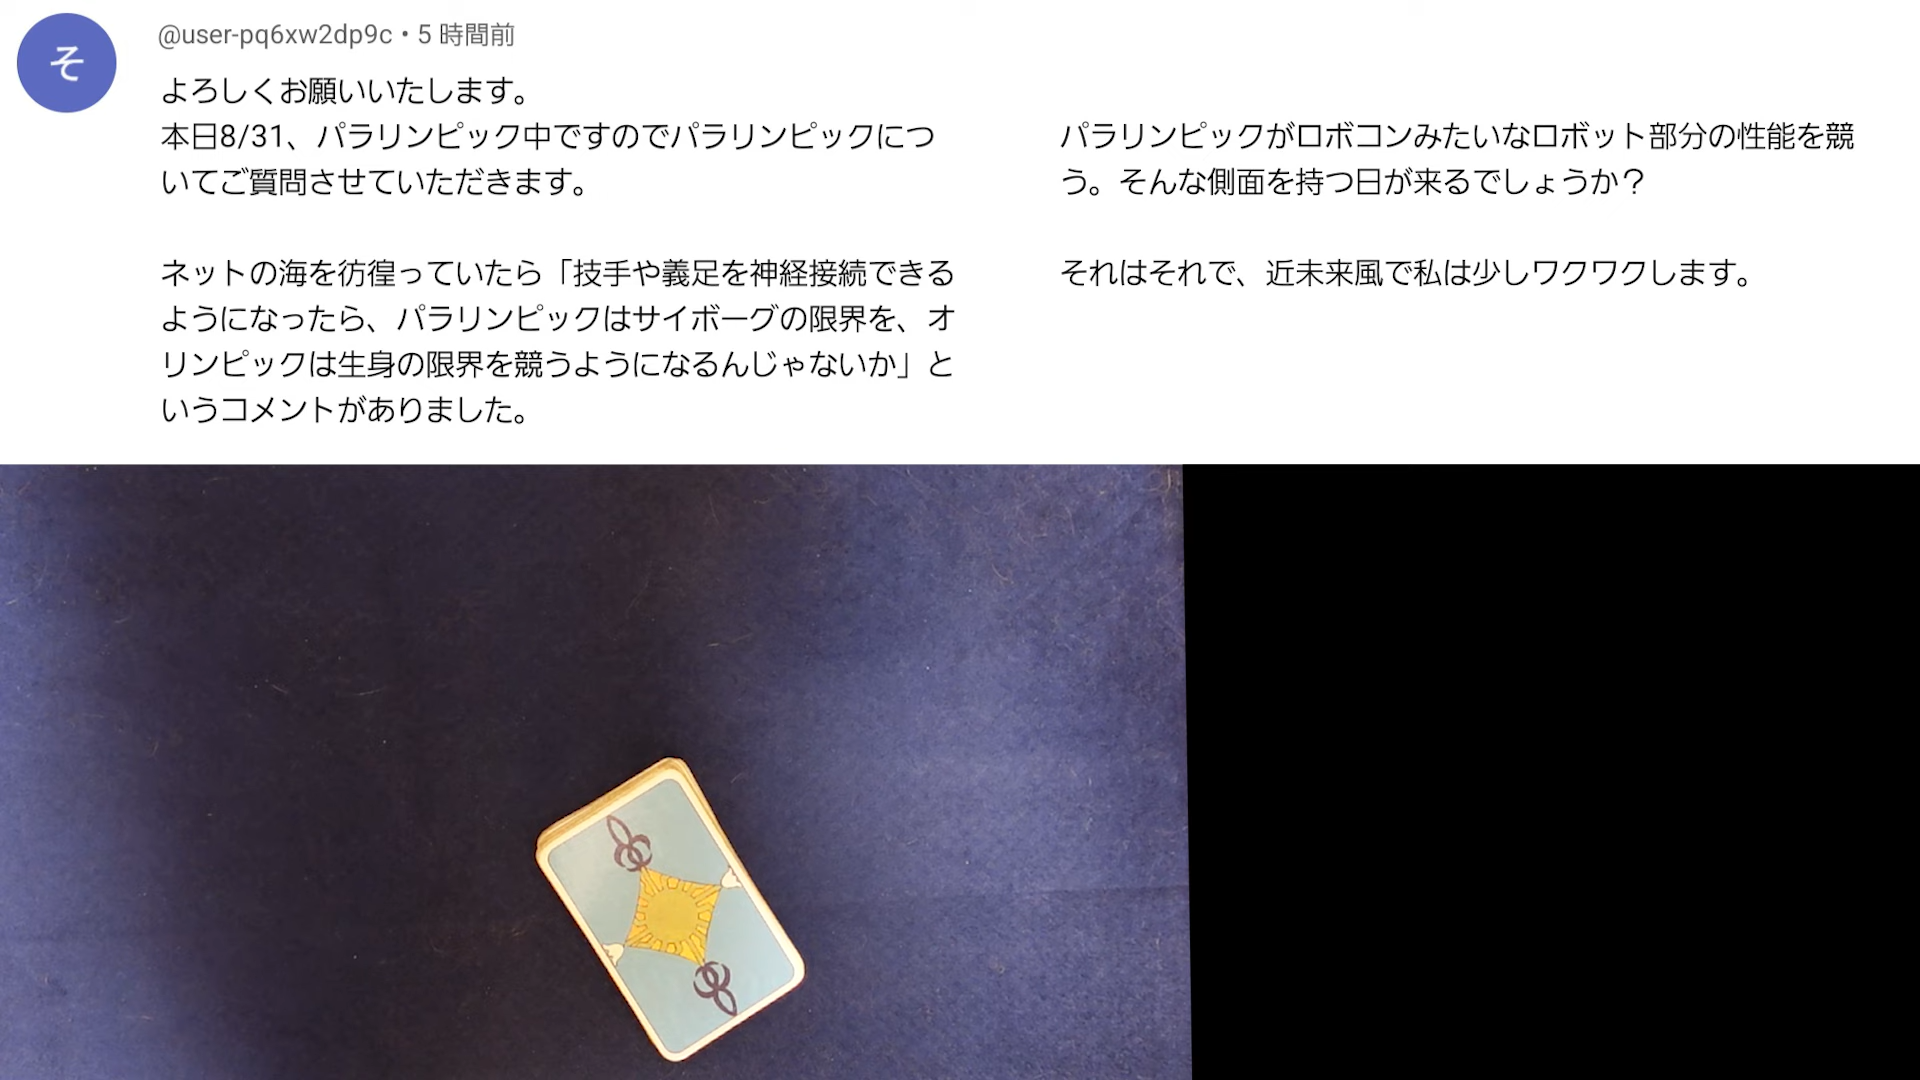 そ
@user-pq6xw2dp9c • 5 時間前
よろしくお願いいたします。
本日8/31、パラリンピック中ですのでパラリンピックにつ
いてご質問させていただきます。
ネットの海を彷徨っていたら「技手や義足を神経接続できる
ようになったら、パラリンピックはサイボーグの限界を、オ
リンピックは生身の限界を競うようになるんじゃないか」と
いうコメントがありました。
パラリンピックがロボコンみたいなロボット部分の性能を競
う。そんな側面を持つ日が来るでしょうか？
それはそれで、近未来風で私は少しワクワクします。